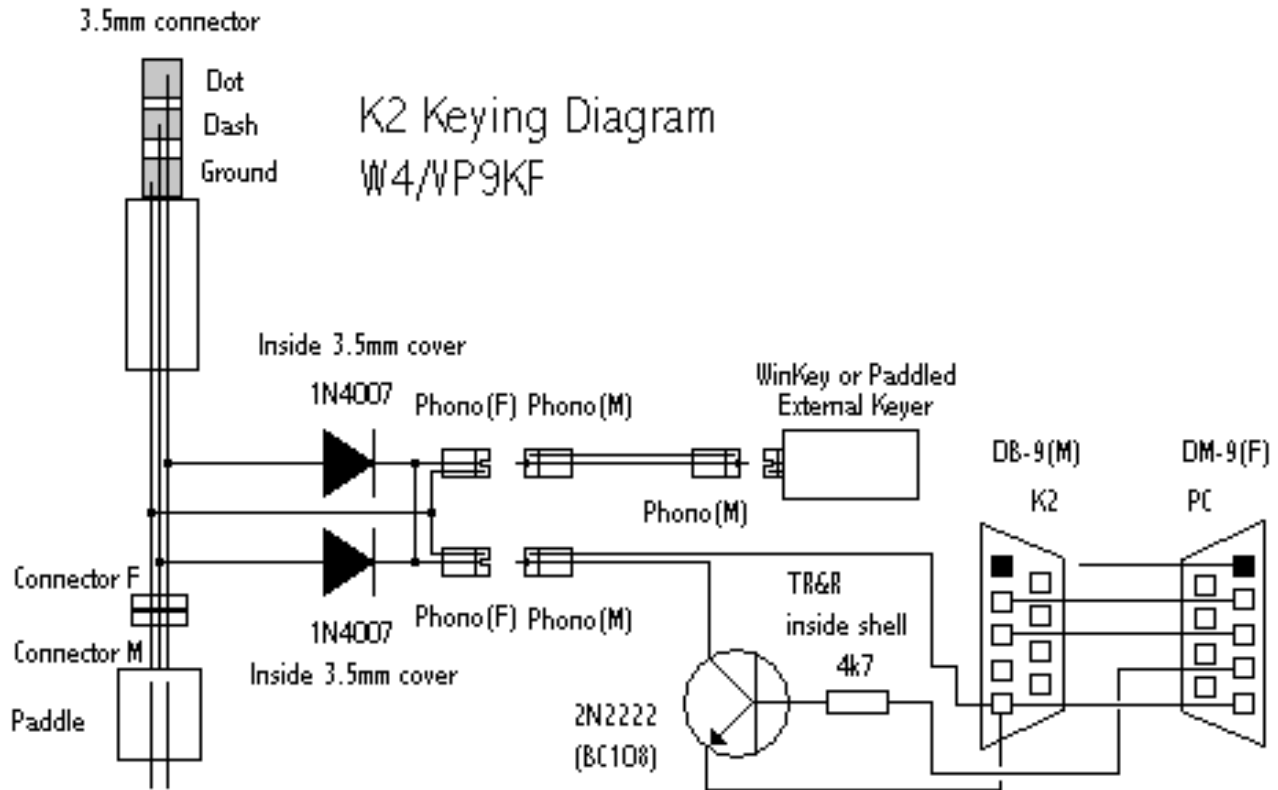 3.5mm connector
Dot
Dash
Ground
K2 Keying Diagram
W4/VP9KF
Inside 3.5mm cover
1N4007
Phono(F) Phono(M)
WinKey or Paddled
External Keyer
DB-9(M)
DM-9(F)
K2
PC
Phono(M)
Connector F
Connector M
Paddle
1N4007
Inside 3.5mm cover
Phono(F) Phono(M)
TR&R
inside shell
4k7
2N2222
(BC108)